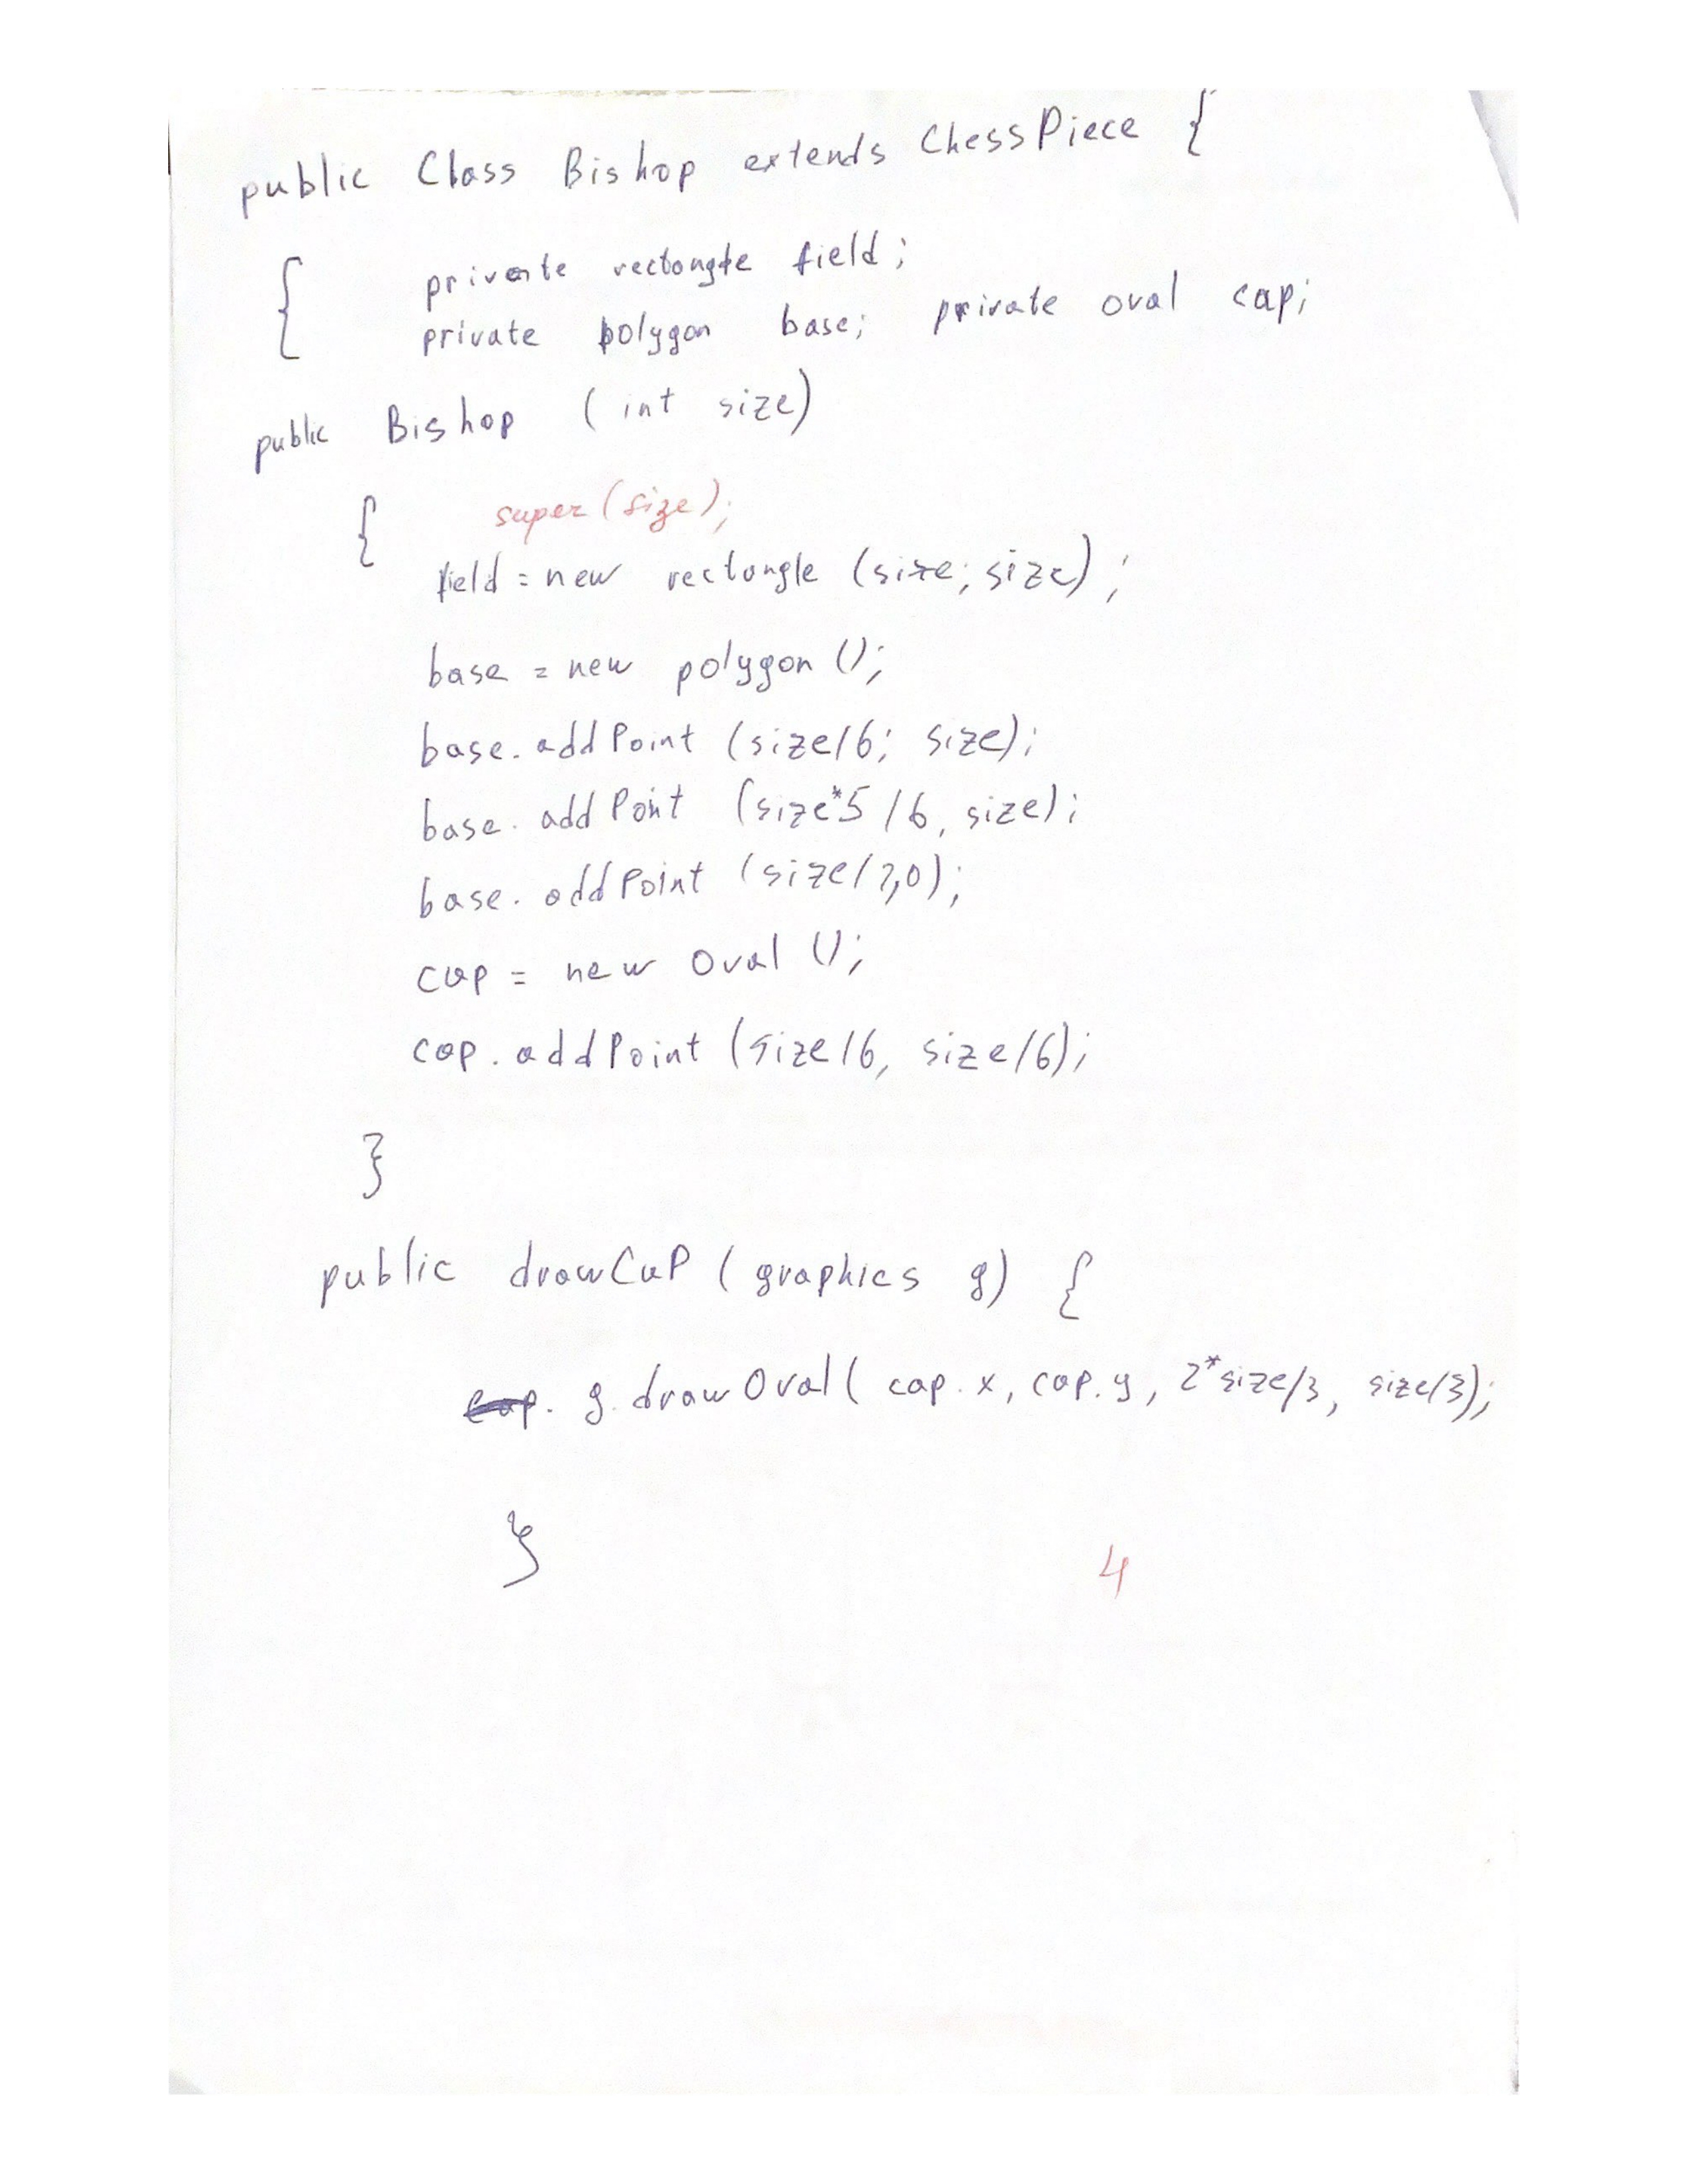 public Class Bishop extends ChessPiece {
{ private rectangle field;
private polygon base; private oval cap;
public Bishop (int size)
{ super(size);
field = new rectangle (size; size);
base = new polygon ();
base.addPoint (size/6; size);
base.addPoint (size*5/6, size);
base.addPoint (size/2,0);
cap = new Oval ();
cap.addPoint (size/6, size/6);
}
public drawCaP (graphics g) {
g.drawOval( cap.x, cap.y, 2*size/3, size/3);
}
4